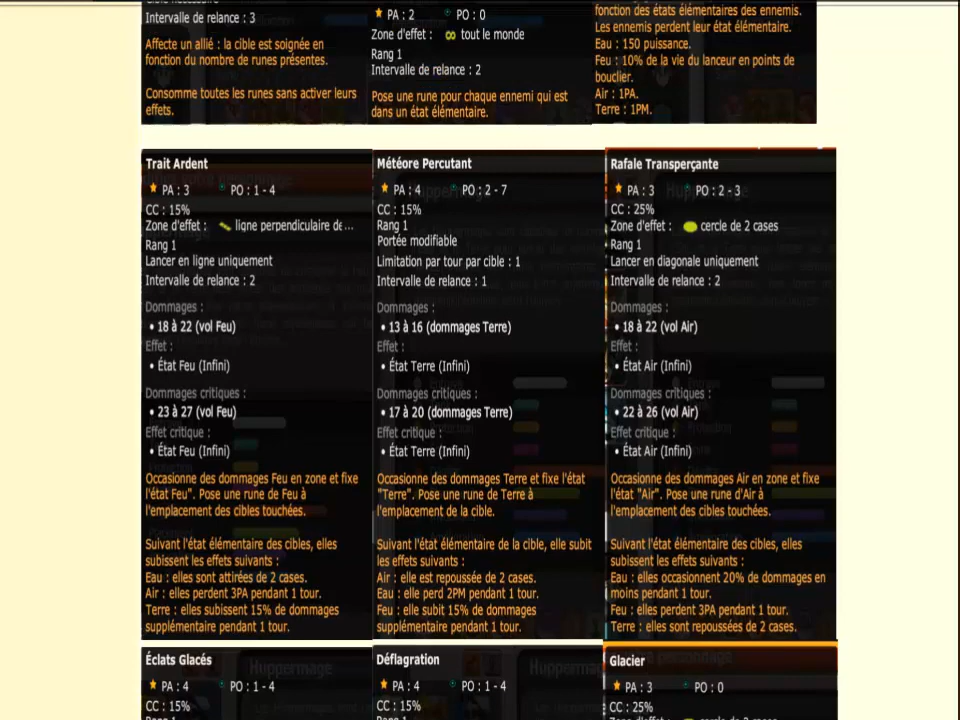 Intervalle de relance : 3
Affecte un allié : la cible est soignée en
fonction du nombre de runes présentes.
Consomme toutes les runes sans activer leurs
effets.
PA : 2 PO : 0
Zone d'effet : tout le monde
Rang 1
Intervalle de relance : 2
Pose une rune pour chaque ennemi qui est
dans un état élémentaire.
fonction des états élémentaires des ennemis.
Les ennemis perdent leur état élémentaire.
Eau : 150 puissance.
Feu : 10% de la vie du lanceur en points de
bouclier.
Air : 1PA.
Terre : 1PM.
Trait Ardent
PA : 3 PO : 1 - 4
CC : 15%
Zone d'effet : ligne perpendiculaire de...
Rang 1
Lancer en ligne uniquement
Intervalle de relance : 2
Dommages :
• 18 à 22 (vol Feu)
Effet :
• État Feu (Infini)
Dommages critiques :
• 23 à 27 (vol Feu)
Effet critique :
• État Feu (Infini)
Occasionne des dommages Feu en zone et fixe
l'état Feu". Pose une rune de Feu à
l'emplacement des cibles touchées.
Suivant l'état élémentaire des cibles, elles
subissent les effets suivants :
Eau : elles sont attirées de 2 cases.
Air : elles perdent 3PA pendant 1 tour.
Terre : elles subissent 15% de dommages
supplémentaire pendant 1 tour.
Météore Percutant
PA : 4 PO : 2 - 7
CC : 15%
Rang 1
Portée modifiable
Limitation par tour par cible : 1
Intervalle de relance : 1
Dommages :
• 13 à 16 (dommages Terre)
Effet :
• État Terre (Infini)
Dommages critiques :
• 17 à 20 (dommages Terre)
Effet critique :
• État Terre (Infini)
Occasionne des dommages Terre et fixe l'état
"Terre". Pose une rune de Terre à
l'emplacement de la cible.
Suivant l'état élémentaire de la cible, elle subit
les effets suivants :
Air : elle est repoussée de 2 cases.
Eau : elle perd 2PM pendant 1 tour.
Feu : elle subit 15% de dommages
supplémentaire pendant 1 tour.
Rafale Transperçante
PA : 3 PO : 2 - 3
CC : 25%
Zone d'effet : cercle de 2 cases
Rang 1
Lancer en diagonale uniquement
Intervalle de relance : 2
Dommages :
• 18 à 22 (vol Air)
Effet :
• État Air (Infini)
Dommages critiques :
• 22 à 26 (vol Air)
Effet critique :
• État Air (Infini)
Occasionne des dommages Air en zone et fixe
l'état "Air". Pose une rune d'Air à
l'emplacement des cibles touchées.
Suivant l'état élémentaire des cibles, elles
subissent les effets suivants :
Eau : elles occasionnent 20% de dommages en
moins pendant 1 tour.
Feu : elles perdent 3PA pendant 1 tour.
Terre : elles sont repoussées de 2 cases.
Éclats Glacés
PA : 4 PO : 1 - 4
CC : 15%
Déflagration
PA : 4 PO : 1 - 4
CC : 15%
Glacier
PA : 3 PO : 0
CC : 25%